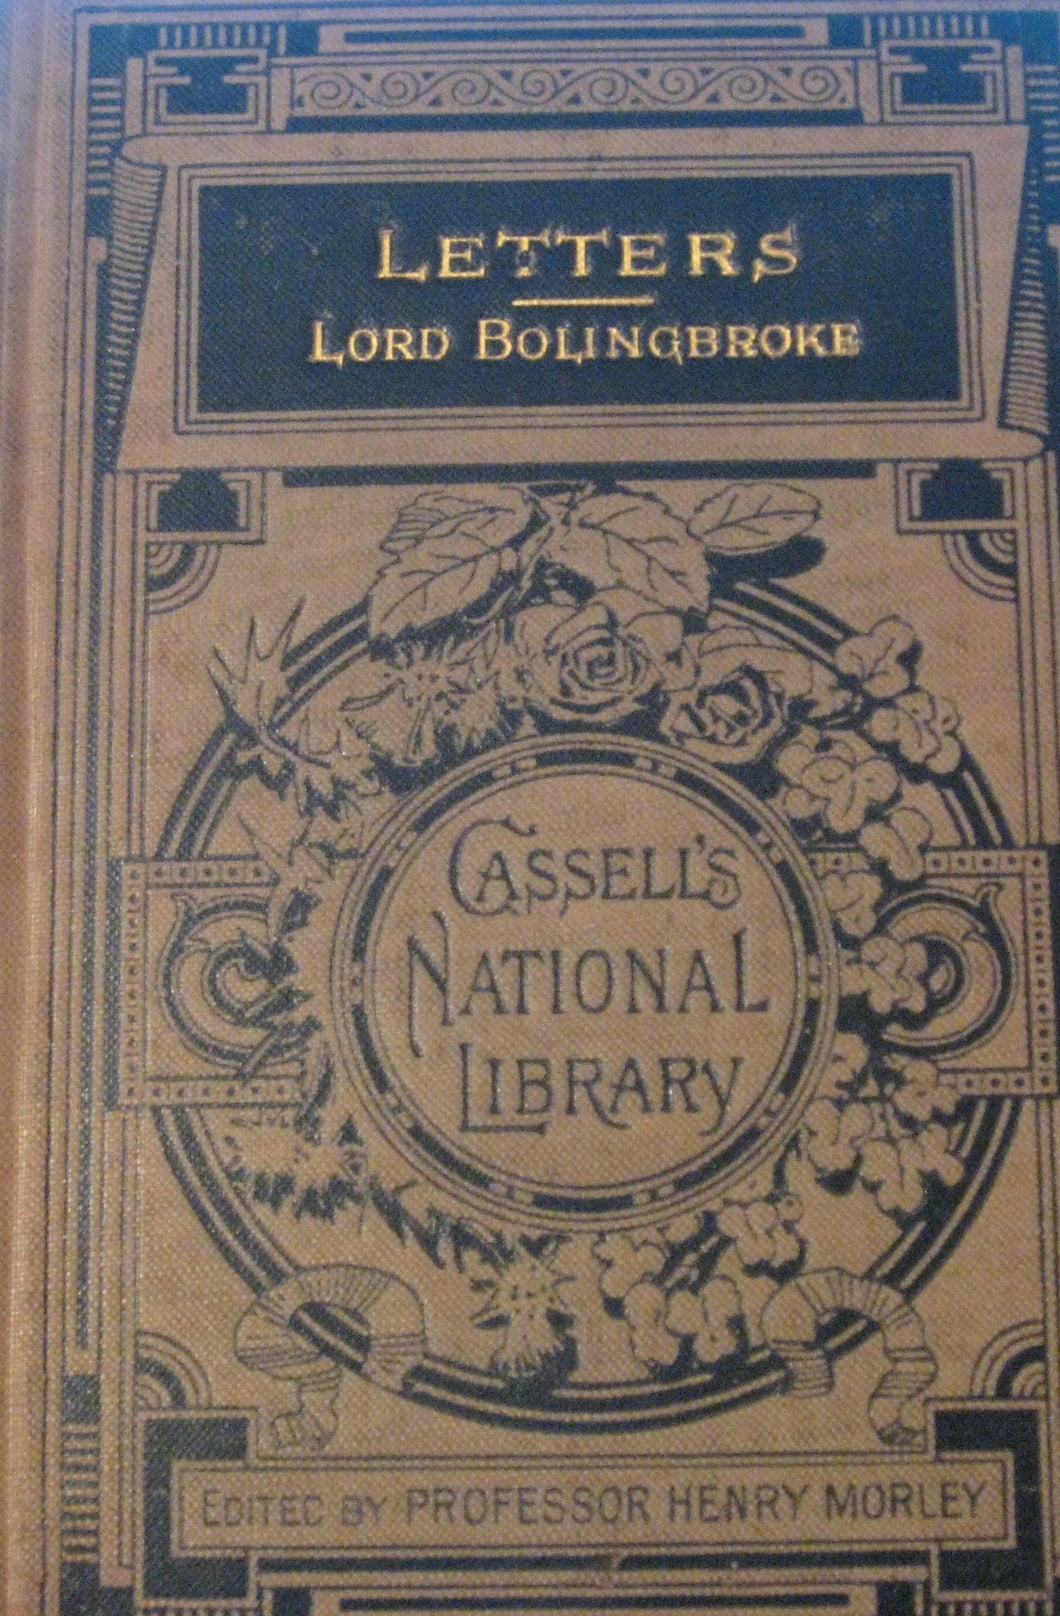 LETTERS
LORD BOLINGBROKE
CASSELL'S
NATIONAL
LIBRARY
EDITED BY PROFESSOR HENRY MORLEY